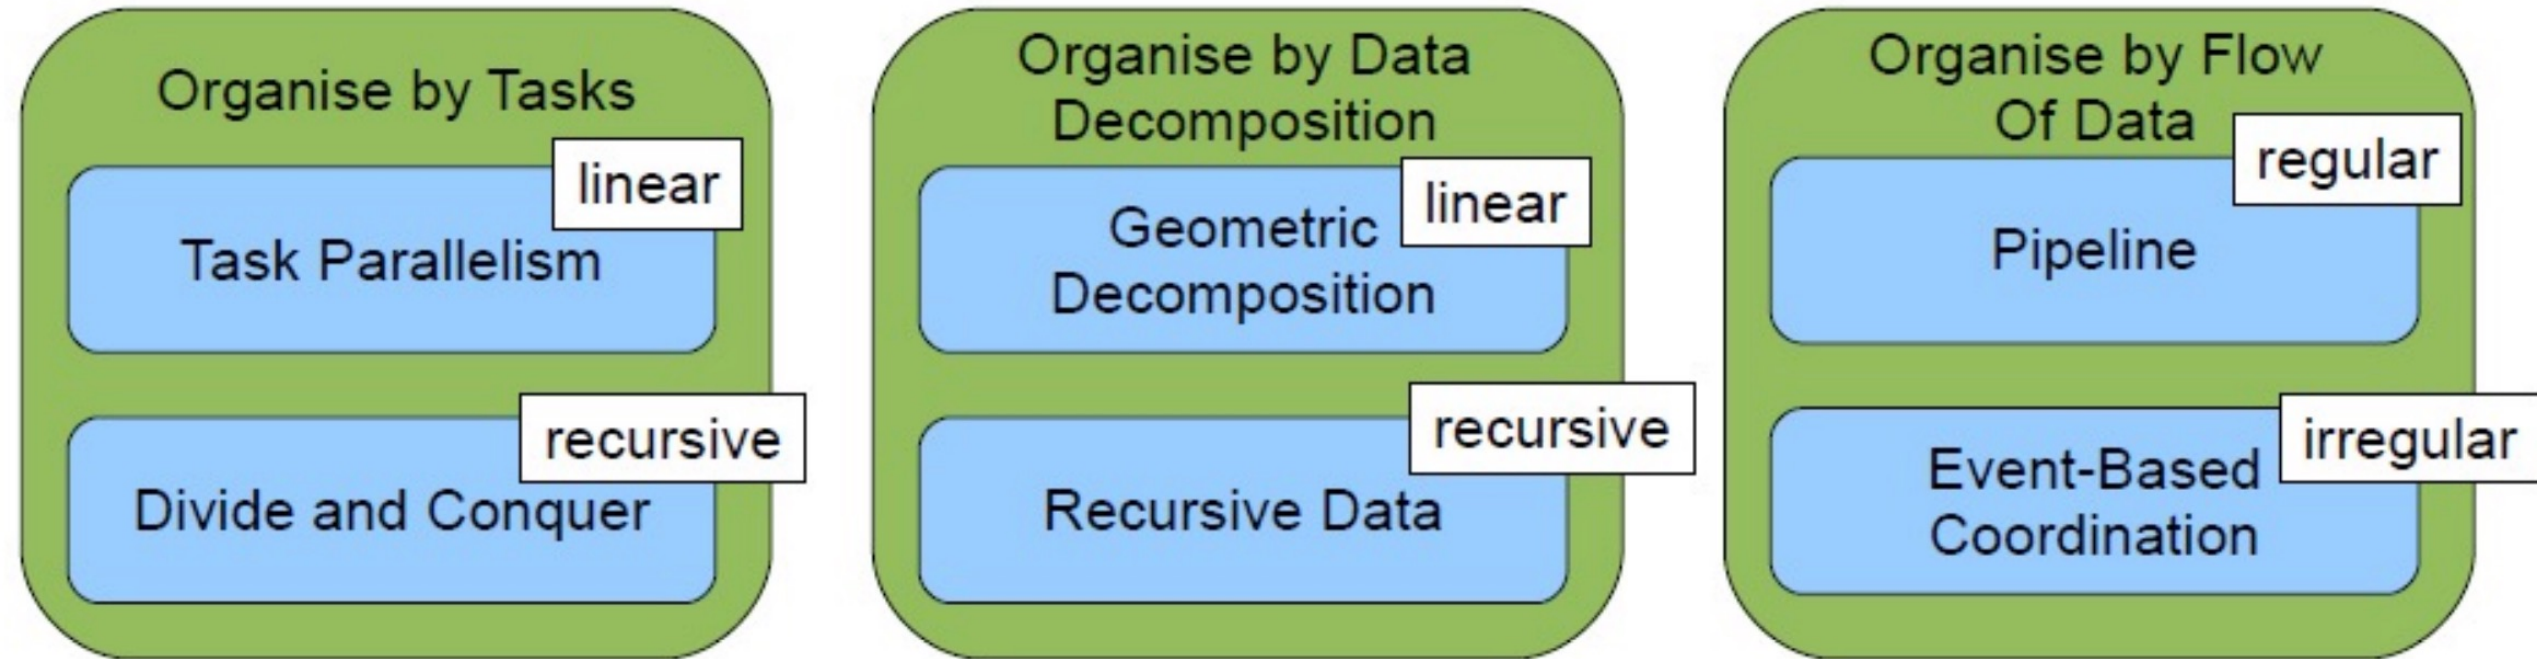 Organise by Tasks
linear
Task Parallelism
recursive
Divide and Conquer
Organise by Data
Decomposition
linear
Geometric
Decomposition
recursive
Recursive Data
Organise by Flow
Of Data
regular
Pipeline
irregular
Event-Based
Coordination